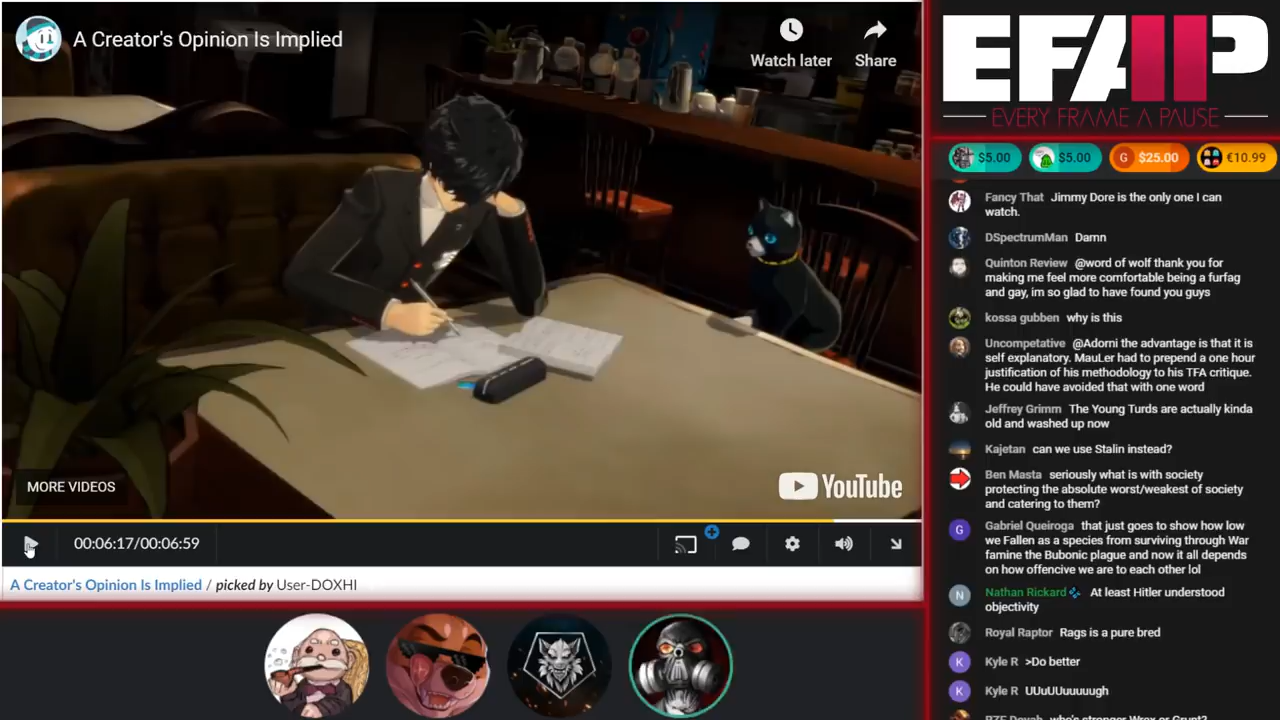 A Creator's Opinion Is Implied
Watch later
Share
MORE VIDEOS
YouTube
00:06:17/00:06:59
A Creator's Opinion Is Implied / picked by User-DOXHI
EFAP
EVERY FRAME A PAUSE
$5.00
$5.00
G $25.00
€10.99
Fancy That Jimmy Dore is the only one I can
watch.
DSpectrumMan Damn
Quinton Review @word of wolf thank you for
making me feel more comfortable being a furfag
and gay, im so glad to have found you guys
kossa gubben why is this
Uncompetative @Adorni the advantage is that it is
self explanatory. MauLer had to prepend a one hour
justification of his methodology to his TFA critique.
He could have avoided that with one word
Jeffrey Grimm The Young Turds are actually kinda
old and washed up now
Kajetan can we use Stalin instead?
Ben Masta seriously what is with society
protecting the absolute worst/weakest of society
and catering to them?
G
Gabriel Queiroga that just goes to show how low
we Fallen as a species from surviving through War
famine the Bubonic plague and now it all depends
on how offencive we are to each other lol
N
Nathan Rickard At least Hitler understood
objectivity
Royal Raptor Rags is a pure bred
K
Kyle R >Do better
K
Kyle R UUuUUuuuuugh
who's stronger Wrex or Grunt?